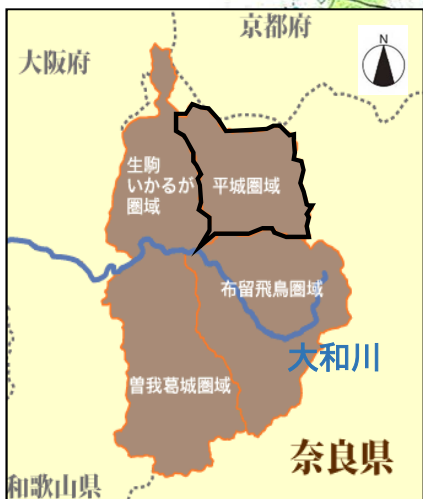 京都府
大阪府
N
生駒
いかるが
圏域
平城圏域
布留飛鳥圏域
大和川
曽我葛城圏域
奈良県
和歌山県